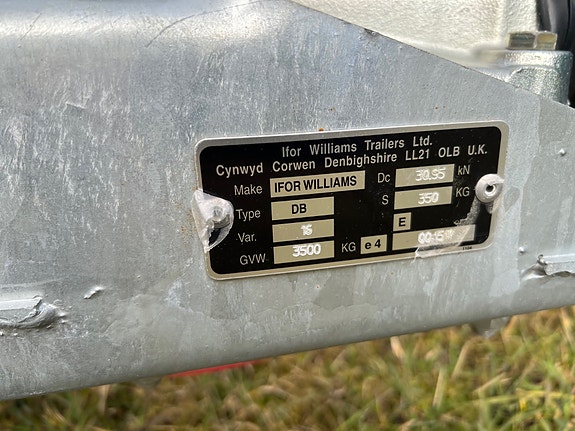 Ifor Williams Trailers Ltd.
Cynwyd Corwen Denbighshire LL21 OLB U.K.
Make IFOR WILLIAMS Dc 30.95 kN
Type DB S 350 KG
Var. 16 E
GVW 3500 KG e4